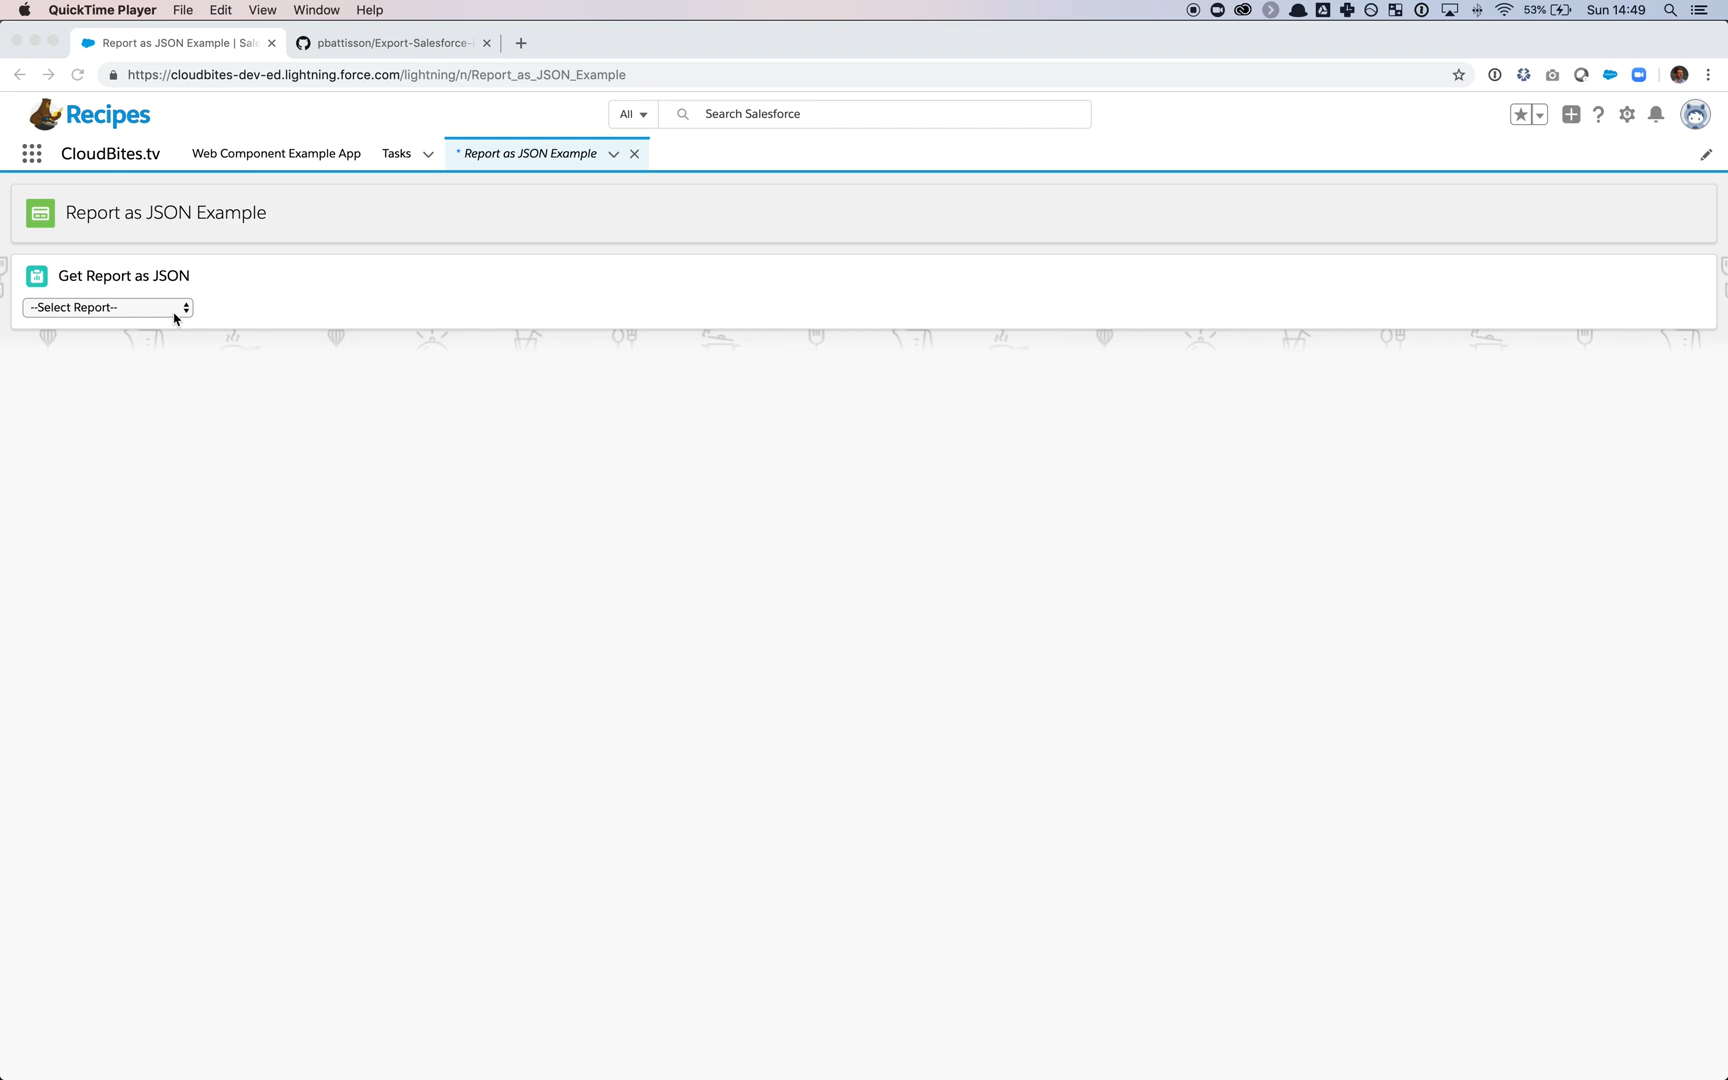 QuickTime Player File Edit View Window Help 53% Sun 14:49
Report as JSON Example | Sale pbattisson/Export-Salesforce-
https://cloudbites-dev-ed.lightning.force.com/lightning/n/Report_as_JSON_Example
Recipes All Search Salesforce
CloudBites.tv Web Component Example App Tasks * Report as JSON Example
Report as JSON Example
Get Report as JSON
--Select Report--